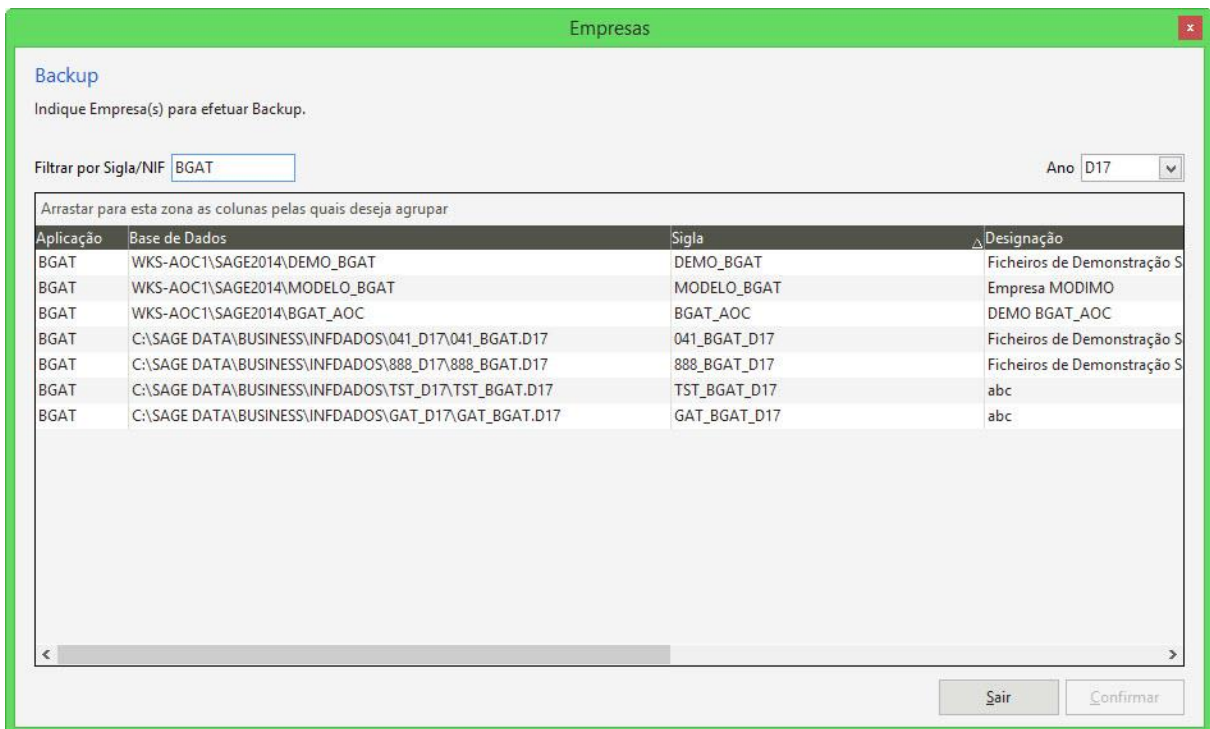 Empresas
x
Backup
Indique Empresa(s) para efetuar Backup.
Filtrar por Sigla/NIF BGAT Ano D17
Arrastar para esta zona as colunas pelas quais deseja agrupar
Aplicação Base de Dados Sigla Designação
BGAT WKS-AOC1\SAGE2014\DEMO_BGAT DEMO_BGAT Ficheiros de Demonstração S
BGAT WKS-AOC1\SAGE2014\MODELO_BGAT MODELO_BGAT Empresa MODIMO
BGAT WKS-AOC1\SAGE2014\BGAT_AOC BGAT_AOC DEMO BGAT_AOC
BGAT C:\SAGE DATA\BUSINESS\INFDADOS\041_D17\041_BGAT.D17 041_BGAT_D17 Ficheiros de Demonstração S
BGAT C:\SAGE DATA\BUSINESS\INFDADOS\888_D17\888_BGAT.D17 888_BGAT_D17 Ficheiros de Demonstração S
BGAT C:\SAGE DATA\BUSINESS\INFDADOS\TST_D17\TST_BGAT.D17 TST_BGAT_D17 abc
BGAT C:\SAGE DATA\BUSINESS\INFDADOS\GAT_D17\GAT_BGAT.D17 GAT_BGAT_D17 abc
Sair Confirmar